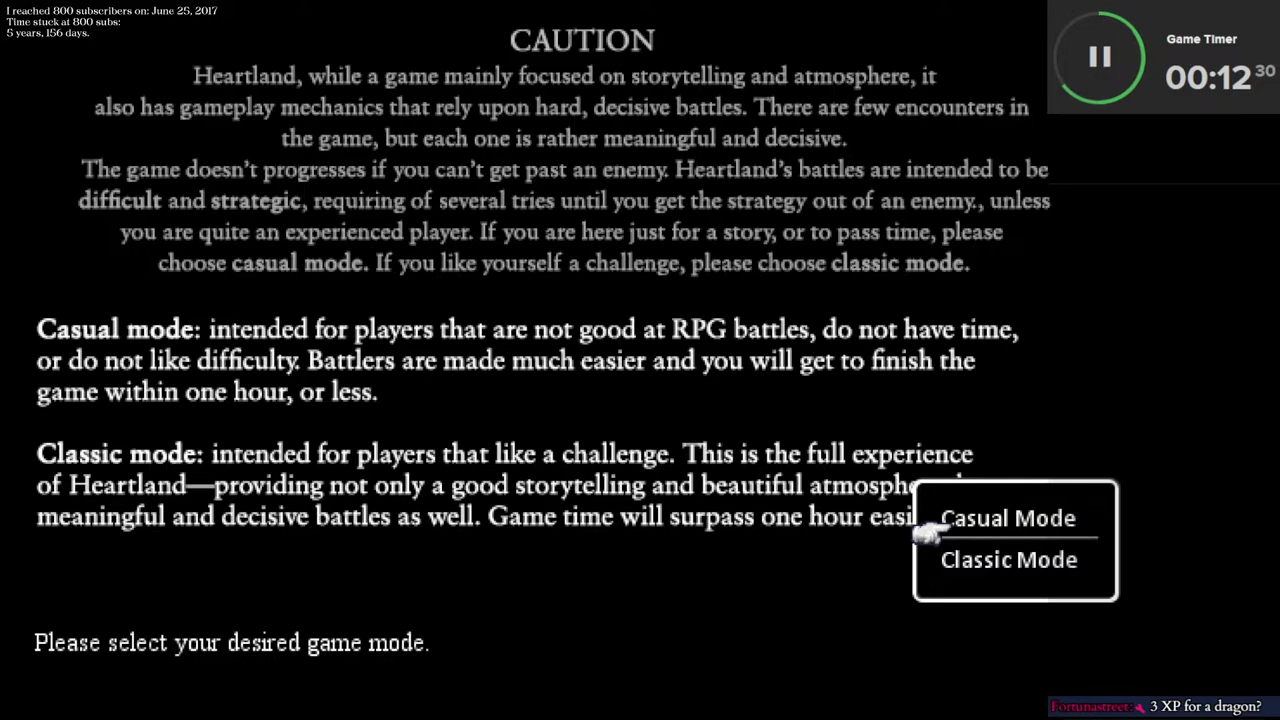 I reached 800 subscribers on: June 25, 2017
Time stuck at 800 subs:
5 years, 156 days.
Game Timer
00:12 30
CAUTION
Heartland, while a game mainly focused on storytelling and atmosphere, it
also has gameplay mechanics that rely upon hard, decisive battles. There are few encounters in
the game, but each one is rather meaningful and decisive.
The game doesn't progresses if you can't get past an enemy. Heartland's battles are intended to be
difficult and strategic, requiring of several tries until you get the strategy out of an enemy., unless
you are quite an experienced player. If you are here just for a story, or to pass time, please
choose casual mode. If you like yourself a challenge, please choose classic mode.
Casual mode: intended for players that are not good at RPG battles, do not have time,
or do not like difficulty. Battlers are made much easier and you will get to finish the
game within one hour, or less.
Classic mode: intended for players that like a challenge. This is the full experience
of Heartland—providing not only a good storytelling and beautiful
meaningful and decisive battles as well. Game time will surpass one hour
Casual Mode
Classic Mode
Please select your desired game mode.
Fortunastreet: 3 XP for a dragon?